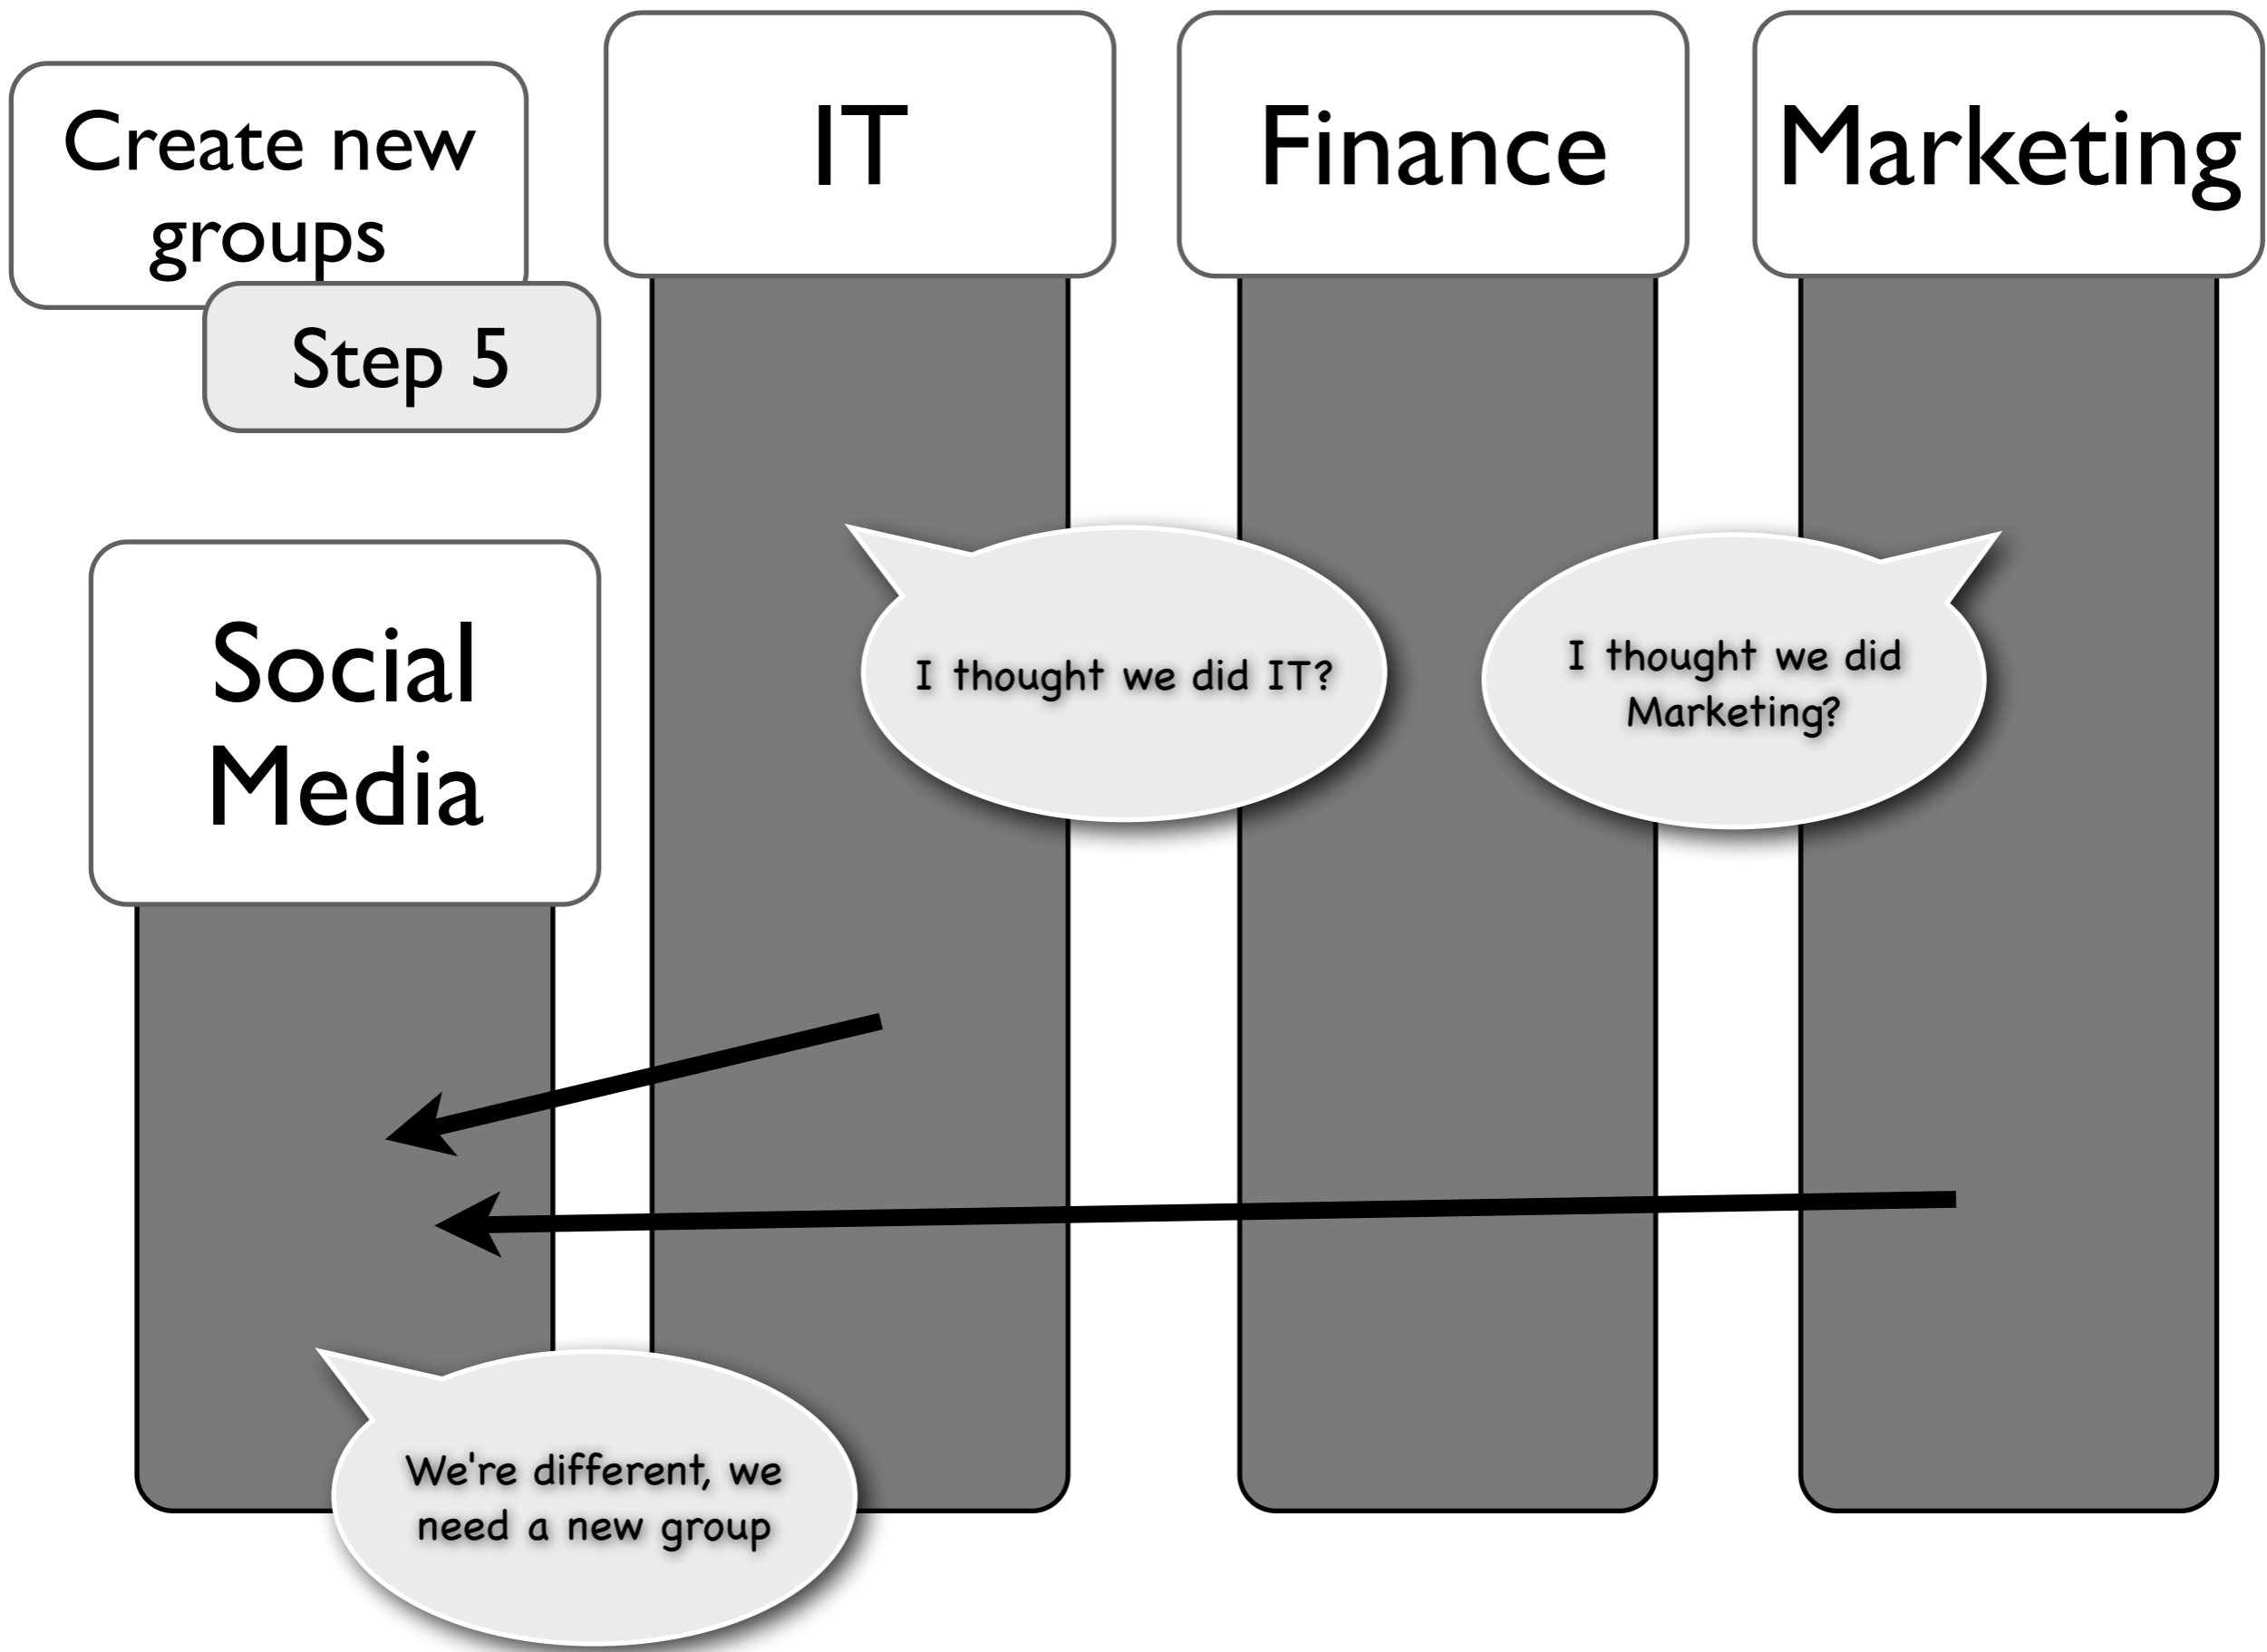 Create new
groups
Step 5
IT
Finance
Marketing
Social
Media
I thought we did IT?
I thought we did
Marketing?
We're different, we
need a new group